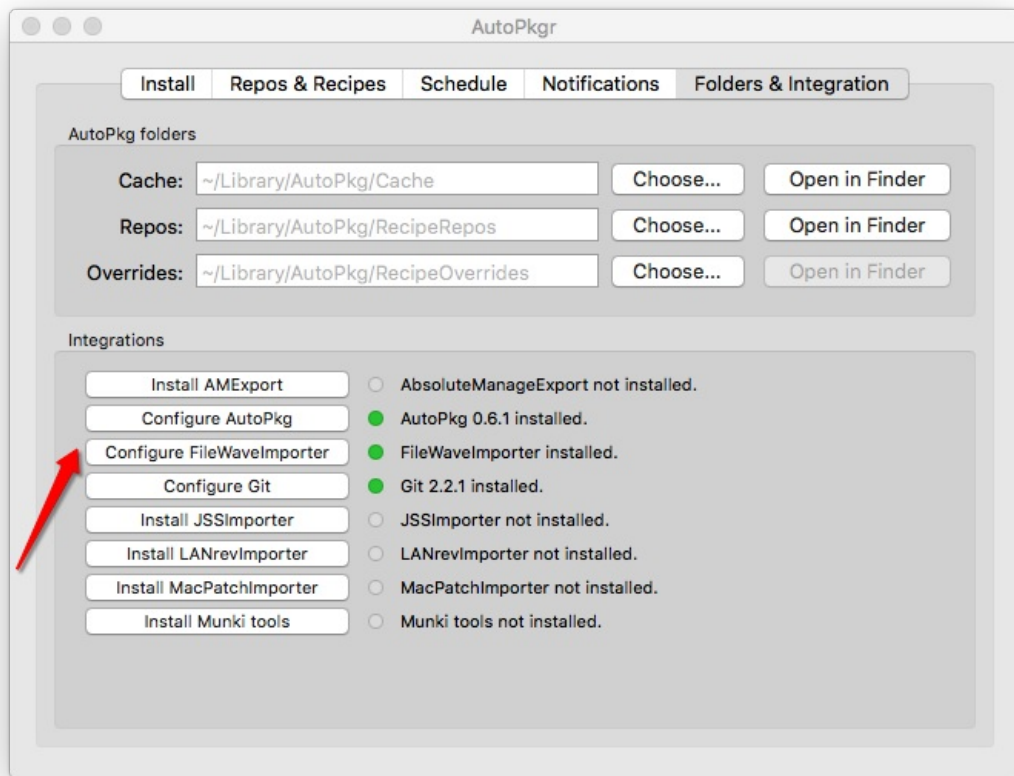 AutoPkgr
Install Repos & Recipes Schedule Notifications Folders & Integration
AutoPkg folders
Cache: ~/Library/AutoPkg/Cache Choose... Open in Finder
Repos: ~/Library/AutoPkg/RecipeRepos Choose... Open in Finder
Overrides: ~/Library/AutoPkg/RecipeOverrides Choose... Open in Finder
Integrations
Install AMExport AbsoluteManageExport not installed.
Configure AutoPkg AutoPkg 0.6.1 installed.
Configure FileWaveImporter FileWaveImporter installed.
Configure Git Git 2.2.1 installed.
Install JSSImporter JSSImporter not installed.
Install LANrevImporter LANrevImporter not installed.
Install MacPatchImporter MacPatchImporter not installed.
Install Munki tools Munki tools not installed.